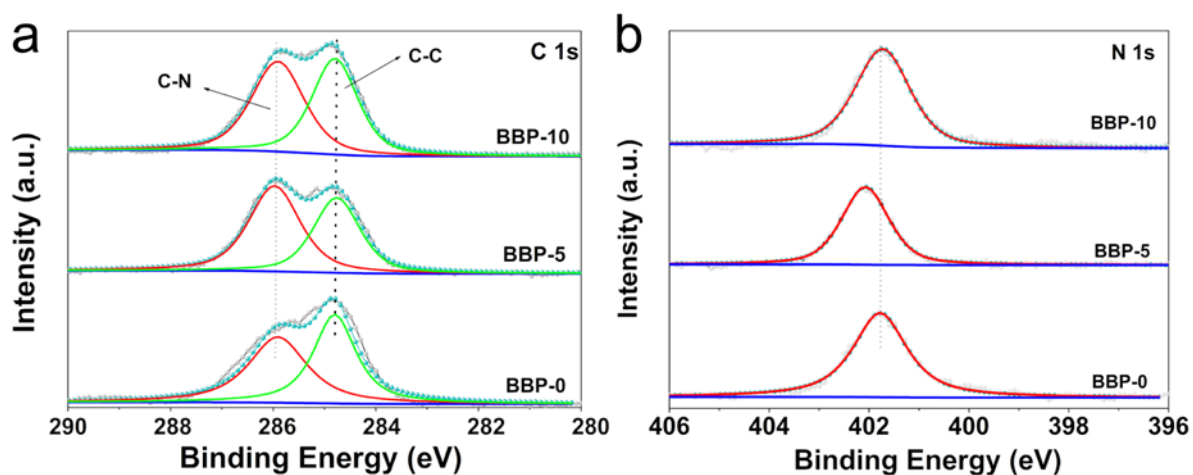 a
C 1s
C-N
C-C
BBP-10
BBP-5
BBP-0
Intensity (a.u.)
290 288 286 284 282 280
Binding Energy (eV)
b
N 1s
BBP-10
BBP-5
BBP-0
Intensity (a.u.)
406 404 402 400 398 396
Binding Energy (eV)